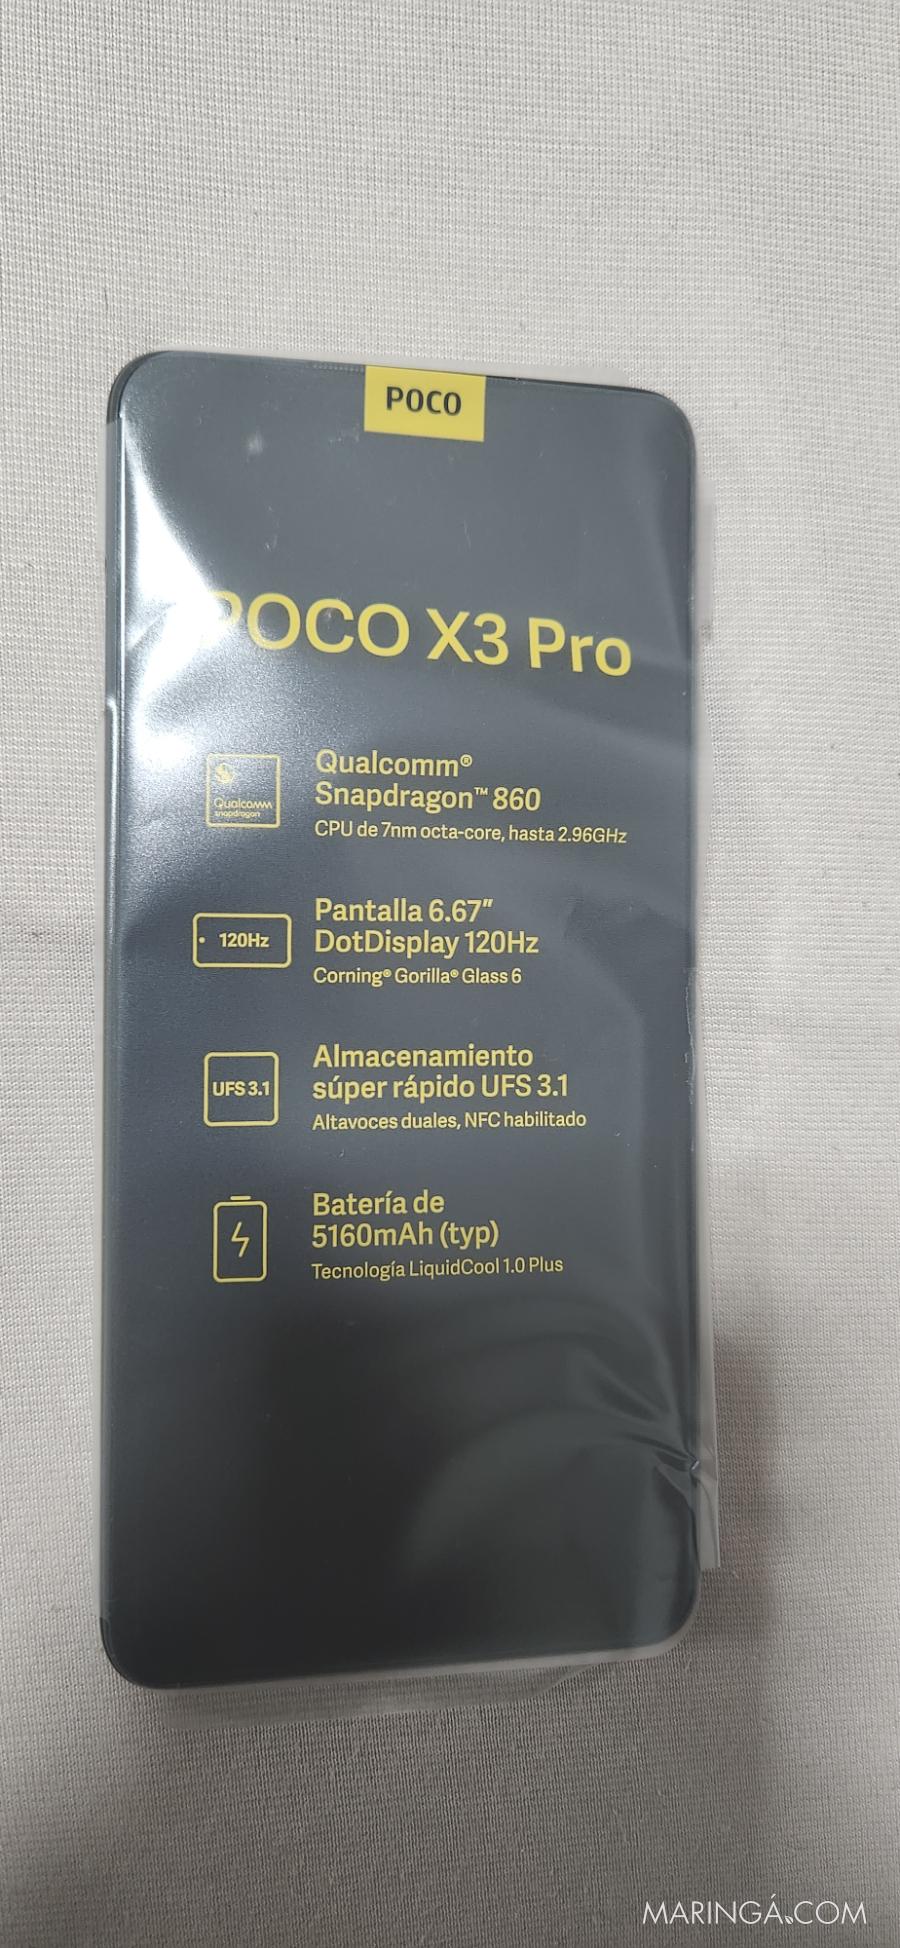 POCO
POCO X3 Pro
Qualcomm
snapdragon
Qualcomm®
Snapdragon™ 860
CPU de 7nm octa-core, hasta 2.96GHz
120Hz
Pantalla 6.67"
DotDisplay 120Hz
Corning® Gorilla® Glass 6
UFS 3.1
Almacenamiento
súper rápido UFS 3.1
Altavoces duales, NFC habilitado
Batería de
5160mAh (typ)
Tecnología LiquidCool 1.0 Plus
MARINGÁ.COM